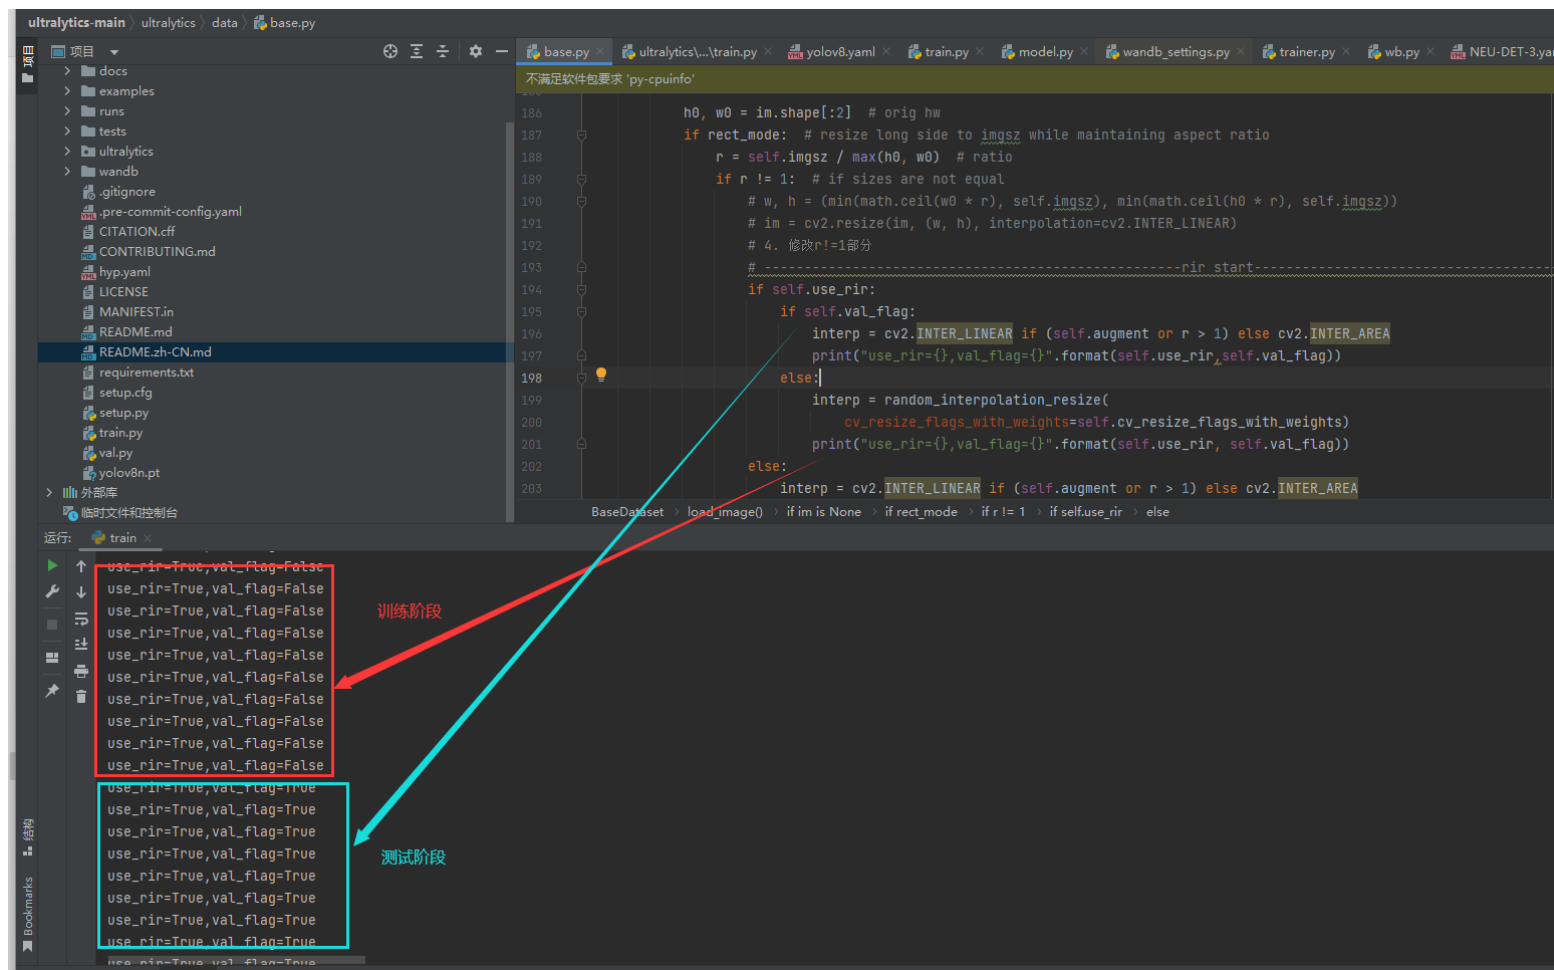 ultralytics-main 〉 ultralytics 〉 data 〉 base.py
项目
项目
base.py × ultralytics\...\train.py × yolov8.yaml × train.py × model.py × wandb_settings.py × trainer.py × wb.py × NEU-DET-3.ya
不满足软件包要求 'py-cpuinfo'
docs
examples
runs
tests
ultralytics
wandb
.gitignore
.pre-commit-config.yaml
CITATION.cff
CONTRIBUTING.md
hyp.yaml
LICENSE
MANIFEST.in
README.md
README.zh-CN.md
requirements.txt
setup.cfg
setup.py
train.py
val.py
yolov8n.pt
外部库
临时文件和控制台
186 h0, w0 = im.shape[:2]  # orig hw
187 if rect_mode:  # resize long side to imgsz while maintaining aspect ratio
188 r = self.imgsz / max(h0, w0)  # ratio
189 if r != 1:  # if sizes are not equal
190 # w, h = (min(math.ceil(w0 * r), self.imgsz), min(math.ceil(h0 * r), self.imgsz))
191 # im = cv2.resize(im, (w, h), interpolation=cv2.INTER_LINEAR)
192 # 4. 修改r!=1部分
193 # ----------------------------------------------------rir start-------------------------------------
194 if self.use_rir:
195 if self.val_flag:
196 interp = cv2.INTER_LINEAR if (self.augment or r > 1) else cv2.INTER_AREA
197 print("use_rir={},val_flag={}".format(self.use_rir,self.val_flag))
198 else:
199 interp = random_interpolation_resize(
200 cv_resize_flags_with_weights=self.cv_resize_flags_with_weights)
201 print("use_rir={},val_flag={}".format(self.use_rir, self.val_flag))
202 else:
203 interp = cv2.INTER_LINEAR if (self.augment or r > 1) else cv2.INTER_AREA
BaseDataset › load_image() › if im is None › if rect_mode › if r != 1 › if self.use_rir › else
运行: train ×
use_rir=True,val_flag=False
use_rir=True,val_flag=False
use_rir=True,val_flag=False
use_rir=True,val_flag=False
use_rir=True,val_flag=False
use_rir=True,val_flag=False
use_rir=True,val_flag=False
use_rir=True,val_flag=False
use_rir=True,val_flag=False
use_rir=True,val_flag=False
训练阶段
use_rir=True,val_flag=True
use_rir=True,val_flag=True
use_rir=True,val_flag=True
use_rir=True,val_flag=True
use_rir=True,val_flag=True
use_rir=True,val_flag=True
use_rir=True,val_flag=True
use_rir=True,val_flag=True
use_rir=True,val_flag=True
测试阶段
结构
Bookmarks